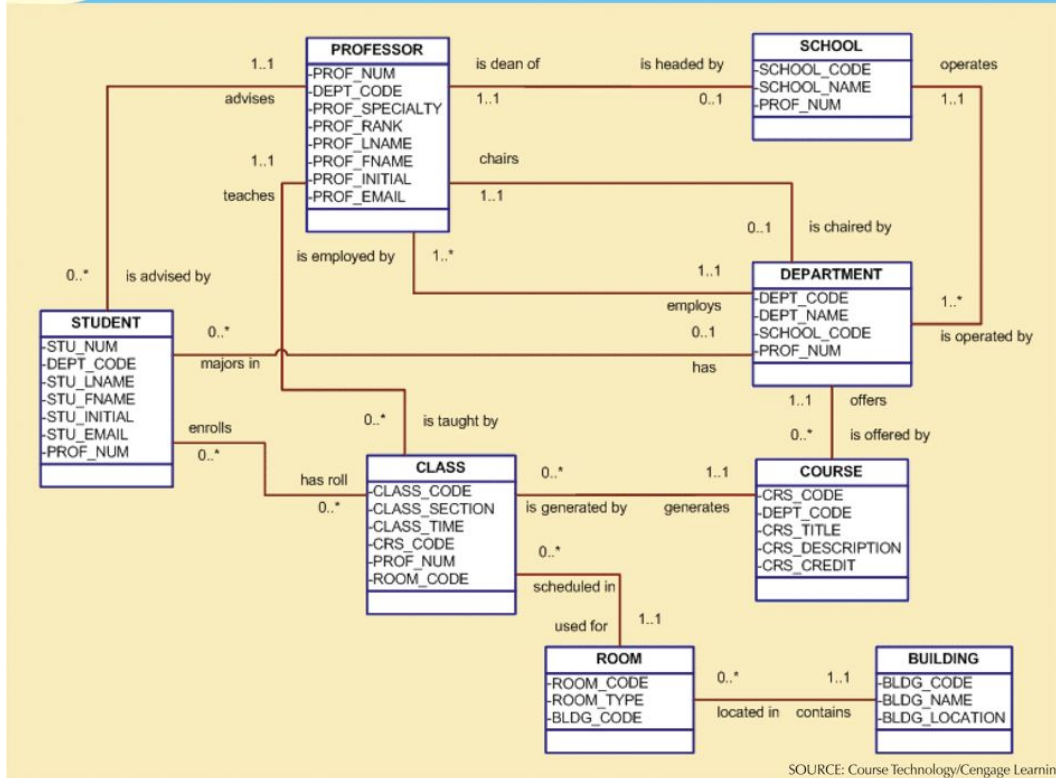 PROFESSOR
-PROF_NUM
-DEPT_CODE
-PROF_SPECIALTY
-PROF_RANK
-PROF_LNAME
-PROF_FNAME
-PROF_INITIAL
-PROF_EMAIL
SCHOOL
-SCHOOL_CODE
-SCHOOL_NAME
-PROF_NUM
1..1
advises
is dean of
1..1
is headed by
0..1
operates
1..1
1..1
teaches
chairs
1..1
0..1
is chaired by
is employed by
1..*
1..1
employs
0..*
is advised by
DEPARTMENT
-DEPT_CODE
-DEPT_NAME
-SCHOOL_CODE
-PROF_NUM
1..*
is operated by
STUDENT
-STU_NUM
-DEPT_CODE
-STU_LNAME
-STU_FNAME
-STU_INITIAL
-STU_EMAIL
-PROF_NUM
0..*
majors in
0..1
has
1..1
offers
0..*
is offered by
0..*
is taught by
enrolls
0..*
has roll
0..*
CLASS
-CLASS_CODE
-CLASS_SECTION
-CLASS_TIME
-CRS_CODE
-PROF_NUM
-ROOM_CODE
0..*
is generated by
1..1
generates
COURSE
-CRS_CODE
-DEPT_CODE
-CRS_TITLE
-CRS_DESCRIPTION
-CRS_CREDIT
0..*
scheduled in
used for
1..1
ROOM
-ROOM_CODE
-ROOM_TYPE
-BLDG_CODE
0..*
located in
1..1
contains
BUILDING
-BLDG_CODE
-BLDG_NAME
-BLDG_LOCATION
SOURCE: Course Technology/Cengage Learnin